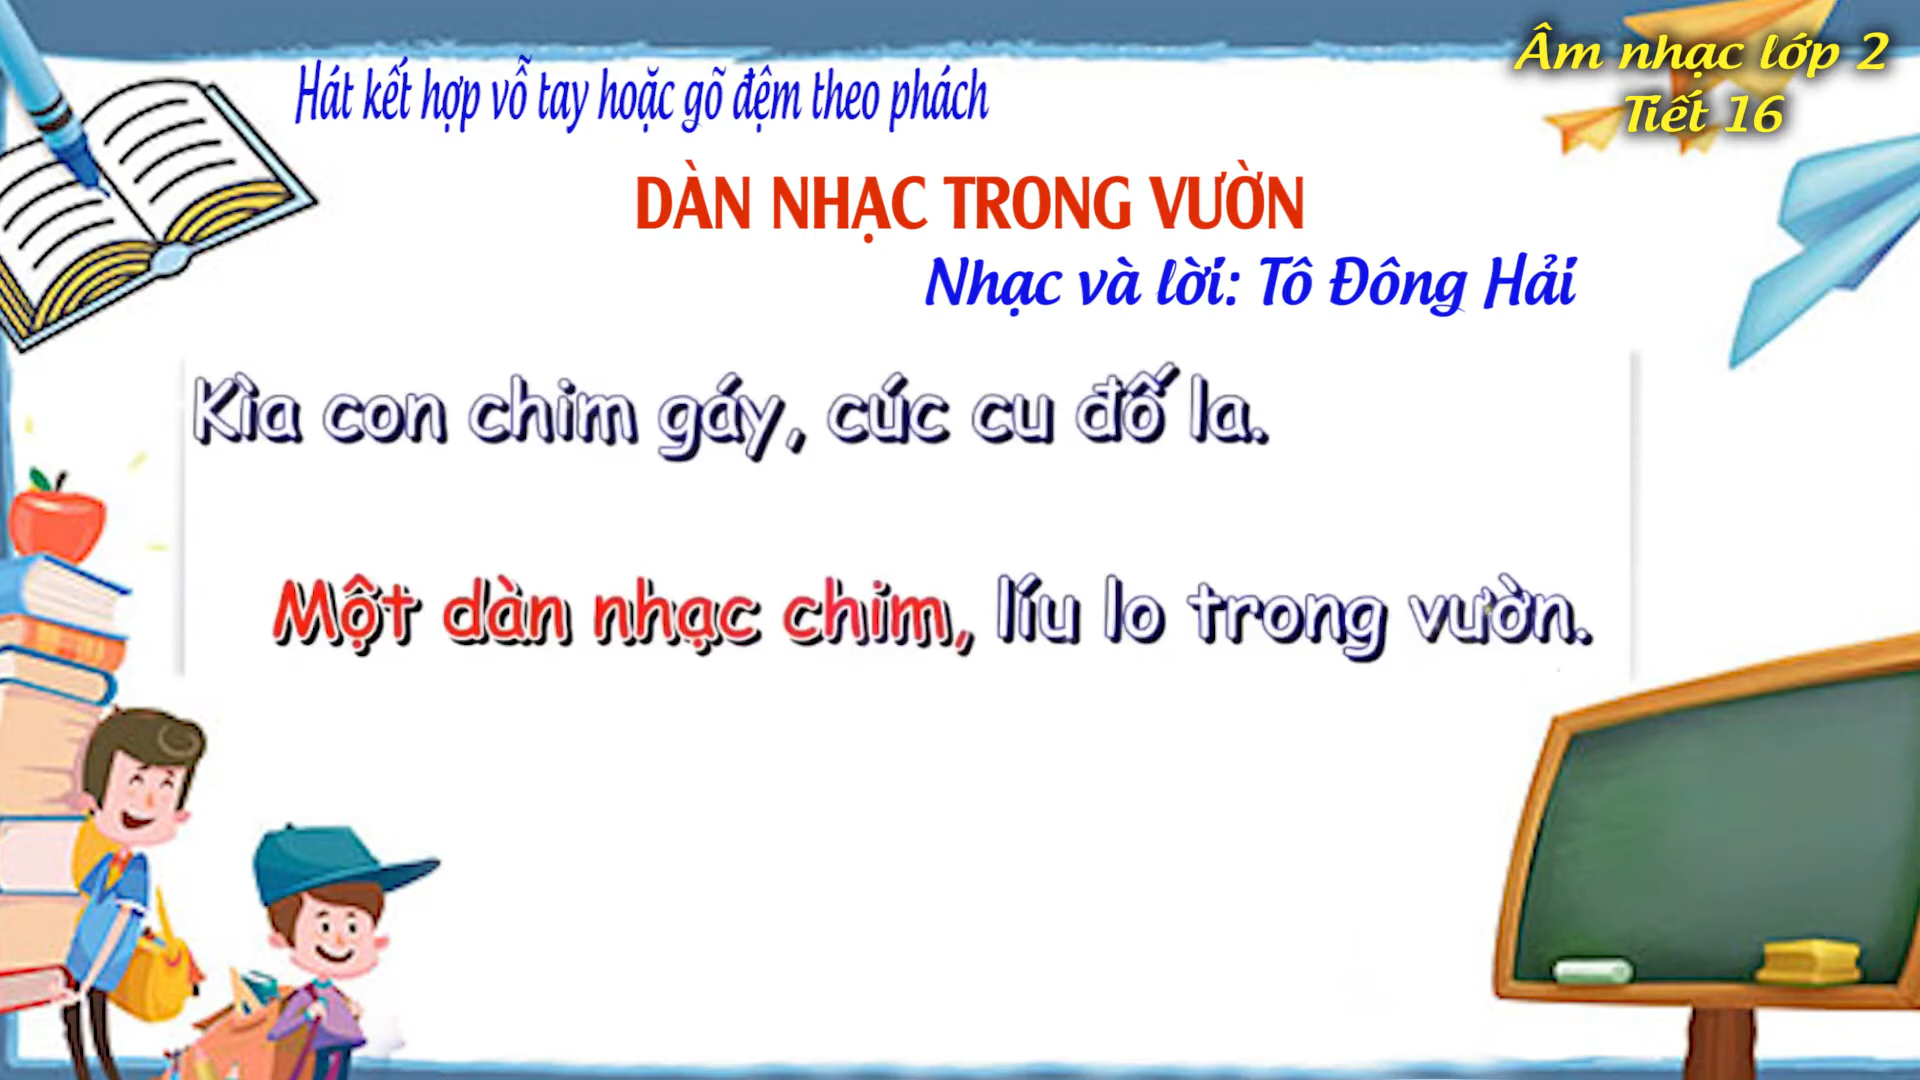 Âm nhạc lớp 2
Tiết 16
Hát kết hợp vỗ tay hoặc gõ đệm theo phách
DÀN NHẠC TRONG VƯỜN
Nhạc và lời: Tô Đông Hải
Kìa con chim gáy, cúc cu đố la.
Một dàn nhạc chim, líu lo trong vườn.